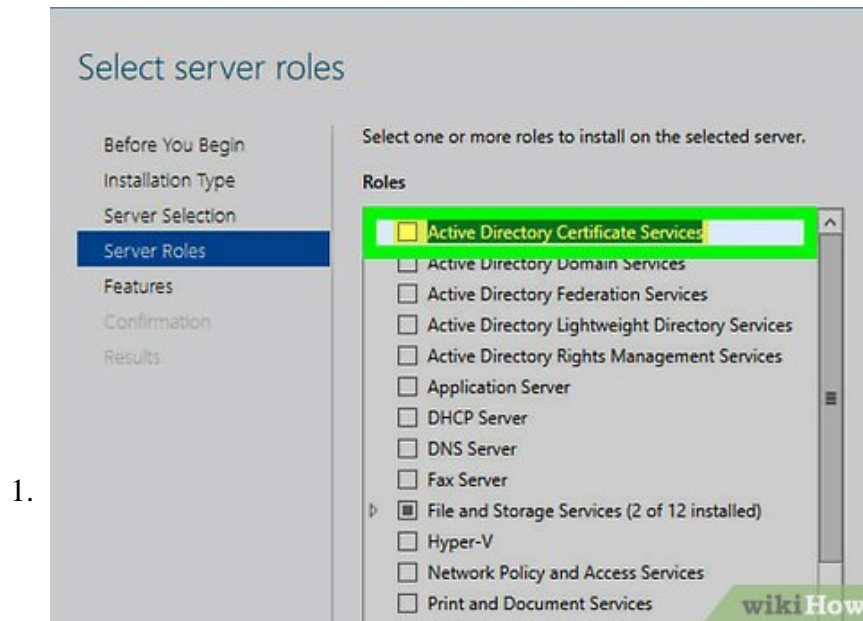 Select server roles
Before You Begin
Installation Type
Server Selection
Server Roles
Features
Confirmation
Results
Select one or more roles to install on the selected server.
Roles
Active Directory Certificate Services
Active Directory Domain Services
Active Directory Federation Services
Active Directory Lightweight Directory Services
Active Directory Rights Management Services
Application Server
DHCP Server
DNS Server
Fax Server
File and Storage Services (2 of 12 installed)
Hyper-V
Network Policy and Access Services
Print and Document Services
1.
wikiHow